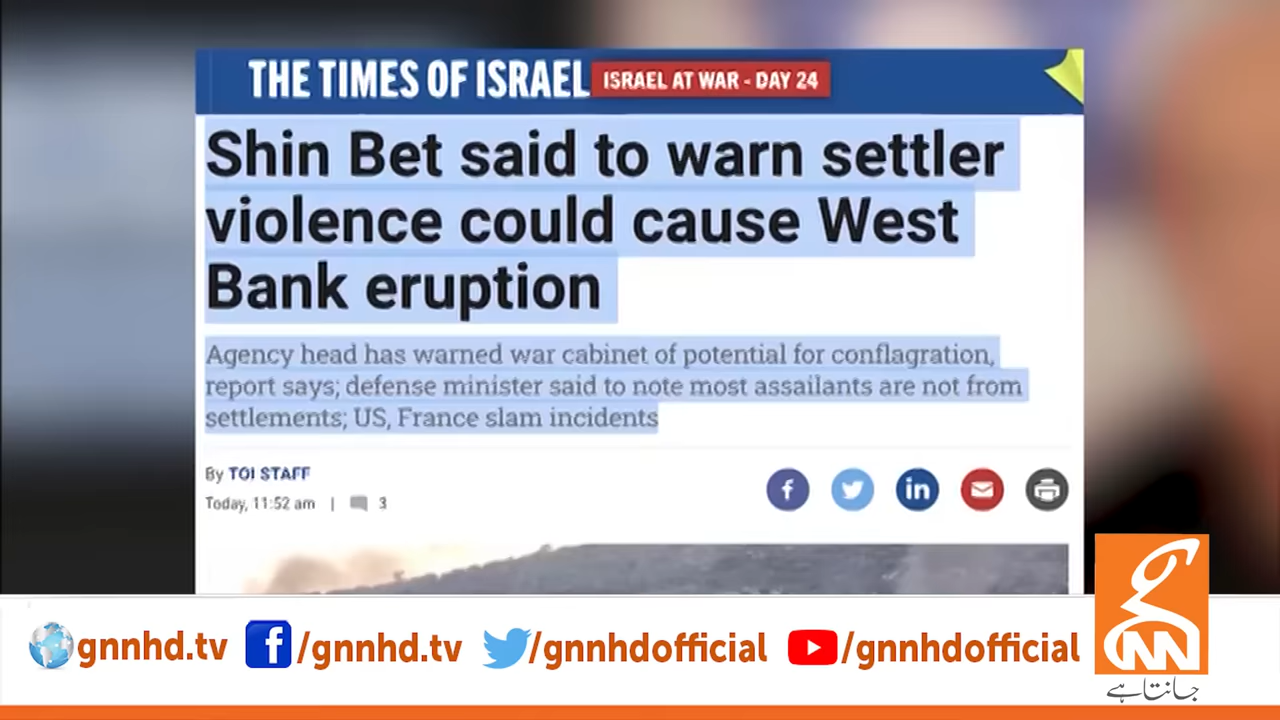 THE TIMES OF ISRAEL ISRAEL AT WAR - DAY 24
Shin Bet said to warn settler
violence could cause West
Bank eruption
Agency head has warned war cabinet of potential for conflagration,
report says; defense minister said to note most assailants are not from
settlements; US, France slam incidents
By TOI STAFF
Today, 11:52 am | 3
gnnhd.tv /gnnhd.tv /gnnhdofficial /gnnhdofficial
GNN
جانتا ہے